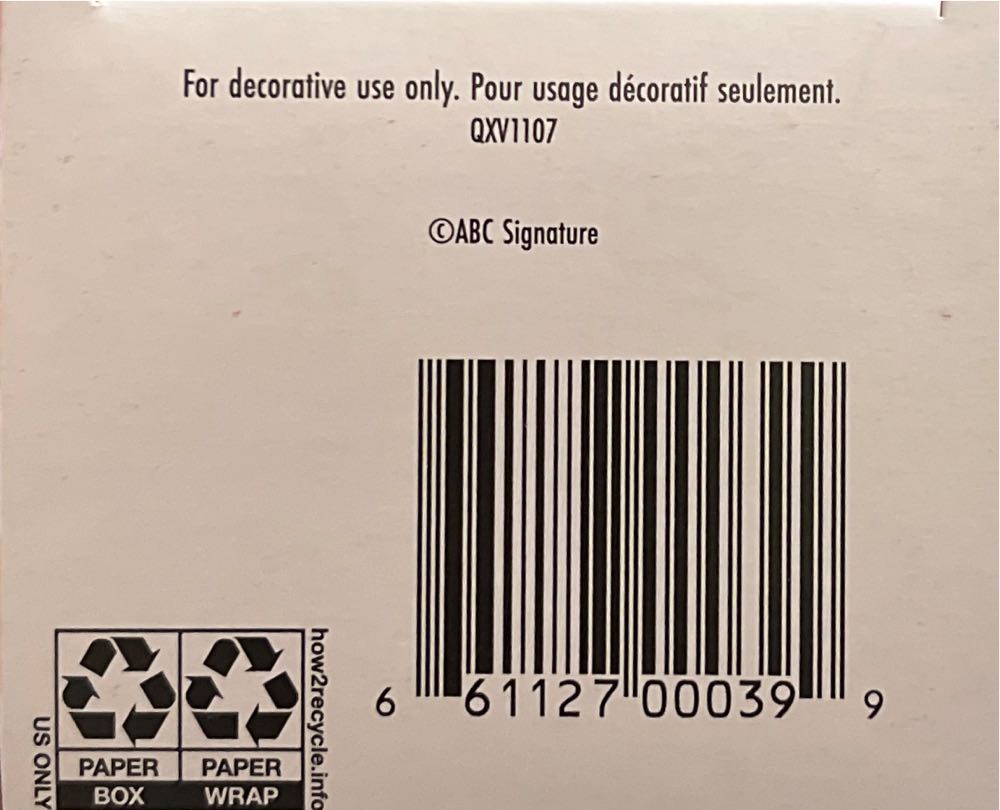 For decorative use only. Pour usage décoratif seulement.
QXV1107
©ABC Signature
6 61127 00039 9
US ONLY
PAPER
BOX
PAPER
WRAP
how2recycle.info